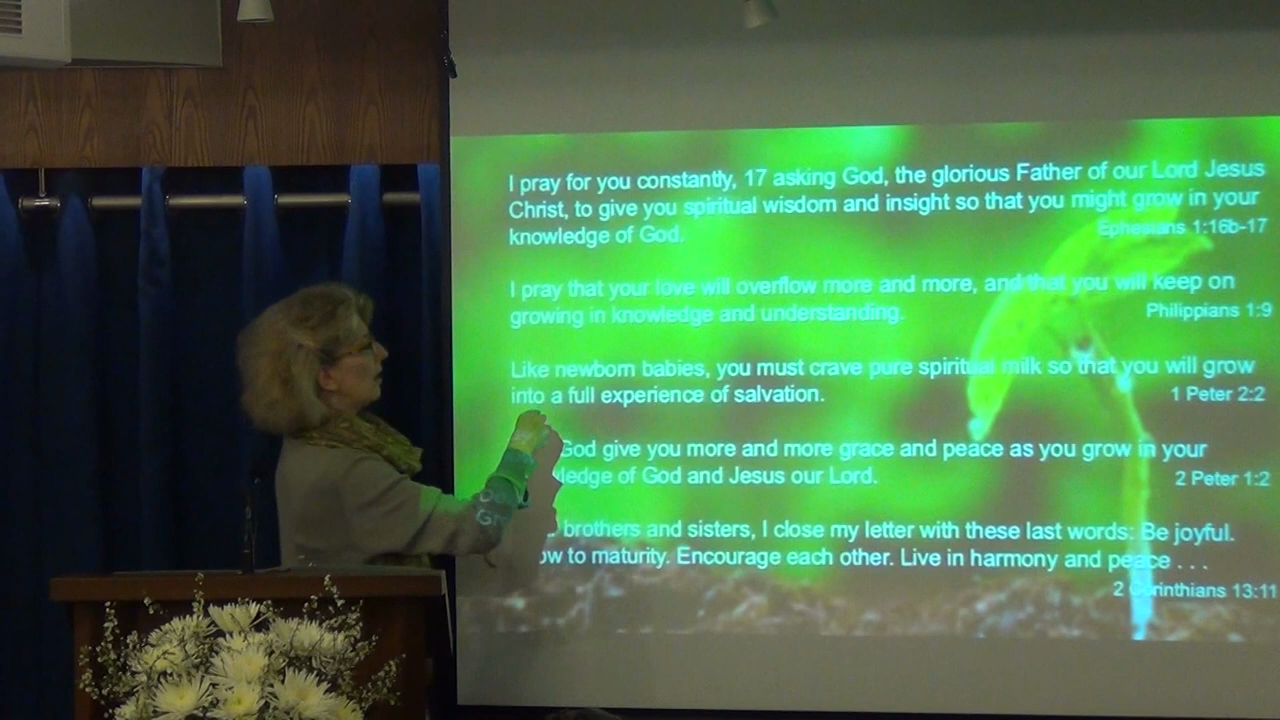 I pray for you constantly, 17 asking God, the glorious Father of our Lord Jesus
Christ, to give you spiritual wisdom and insight so that you might grow in your
knowledge of God.
Ephesians 1:16b-17
I pray that your love will overflow more and more, and that you will keep on
growing in knowledge and understanding.
Philippians 1:9
Like newborn babies, you must crave pure spiritual milk so that you will grow
into a full experience of salvation.
1 Peter 2:2
God give you more and more grace and peace as you grow in your
of God and Jesus our Lord.
2 Peter 1:2
brothers and sisters, I close my letter with these last words: Be joyful.
to maturity. Encourage each other. Live in harmony and peace . . .
2 Corinthians 13:11